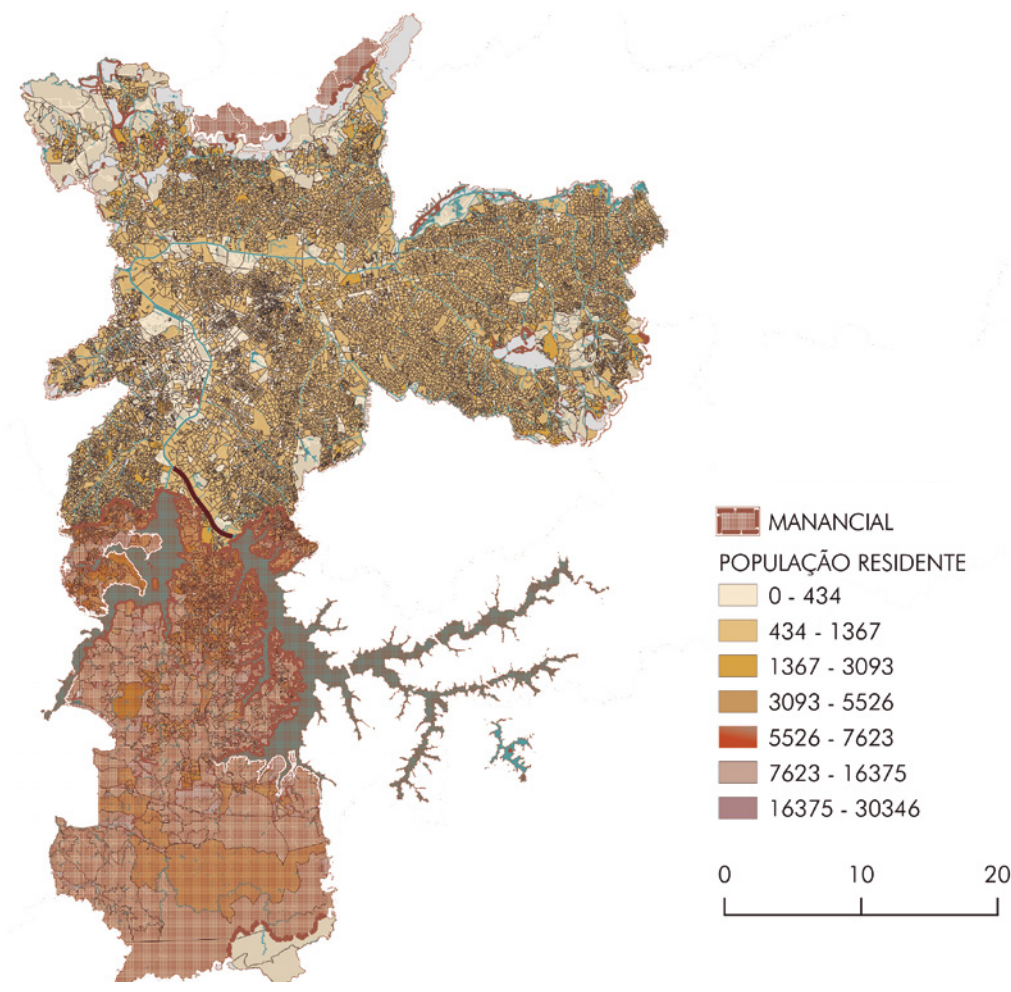 MANANCIAL
POPULAÇÃO RESIDENTE
0 - 434
434 - 1367
1367 - 3093
3093 - 5526
5526 - 7623
7623 - 16375
16375 - 30346
0 10 20